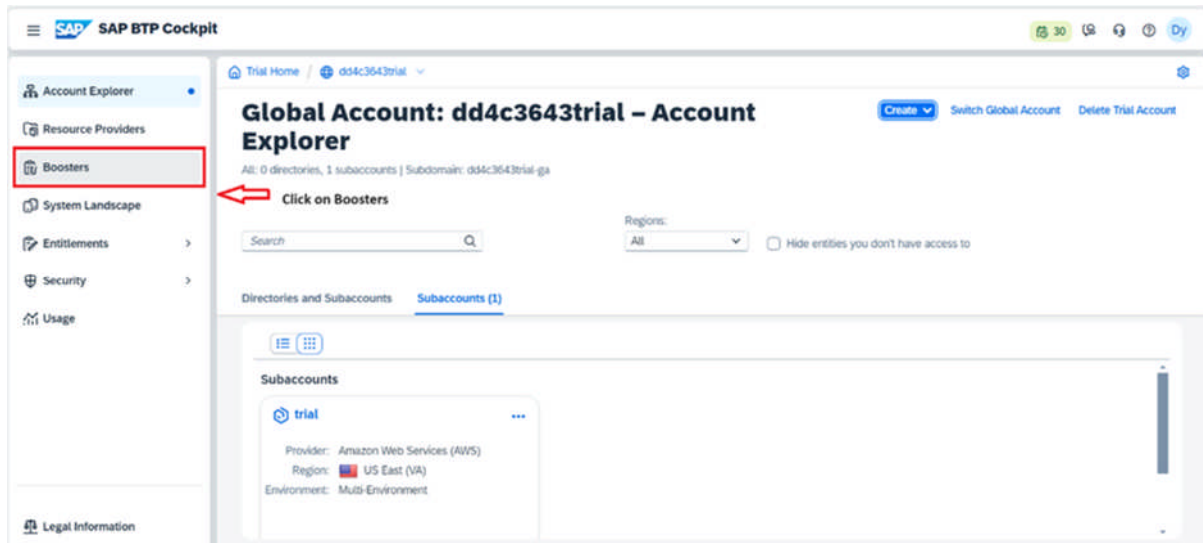 SAP SAP BTP Cockpit
30
Dy
Account Explorer
Resource Providers
Boosters
System Landscape
Entitlements
Security
Usage
Legal Information
Trial Home / dd4c3643trial
Global Account: dd4c3643trial – Account
Explorer
Create
Switch Global Account
Delete Trial Account
All: 0 directories, 1 subaccounts | Subdomain: dd4c3643trial-ga
Click on Boosters
Regions:
Search
All
Hide entities you don't have access to
Directories and Subaccounts
Subaccounts (1)
Subaccounts
trial
Provider: Amazon Web Services (AWS)
Region: US East (VA)
Environment: Multi-Environment